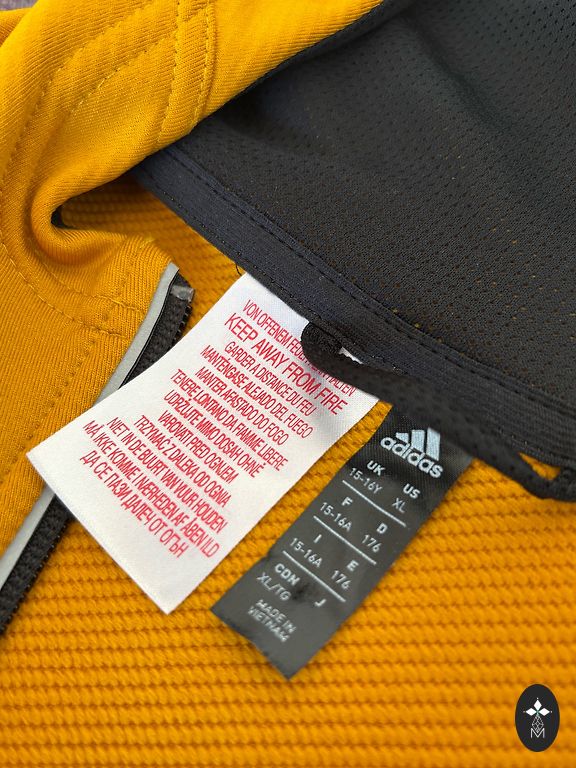 VON OFFENEM FEUER FERNHALTEN
KEEP AWAY FROM FIRE
GARDER A DISTANCE DU FEU
MANTÉNGASE ALEJADO DEL FUEGO
MANTER AFASTADO DO FOGO
TENERE LONTANO DA FIAMME LIBERE
UDRŽUJTE MIMO DOSAH OHNĚ
VAROVATI PRED OGNJEM
TRZYMAĆ Z DALEKA OD OGNIA.
NIET IN DE BUURT VAN VUUR HOUDEN
MÅ IKKE KOMME I NÆRHEDEN AF ÅBEN ILD
ДА СЕ ПАЗИ ДАЛЕЧ ОТ ОГЪН
adidas
UK US
15-16Y XL
F D
15-16A 176
I E
15-16A 176
CDN J
XL/TG
MADE IN
VIETNAM
M